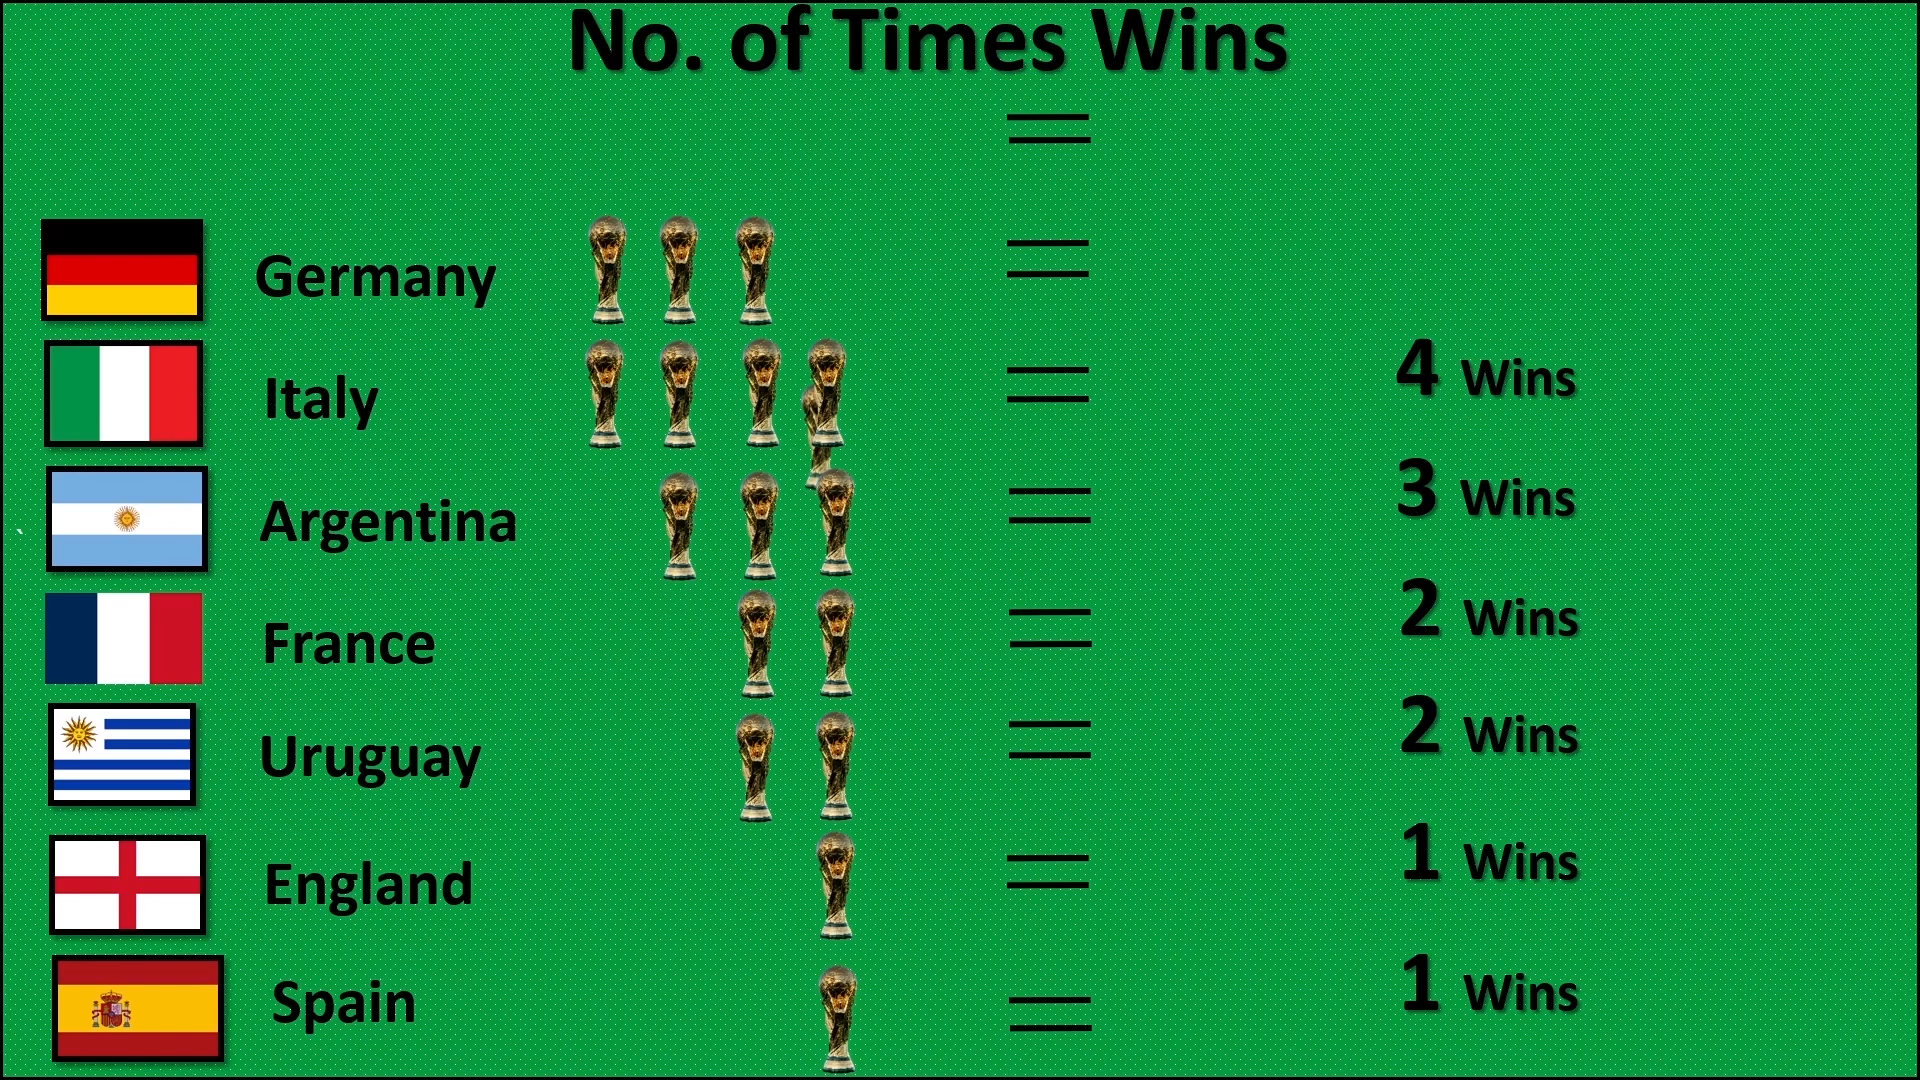 No. of Times Wins
Germany
Italy 4 Wins
Argentina 3 Wins
France 2 Wins
Uruguay 2 Wins
England 1 Wins
Spain 1 Wins